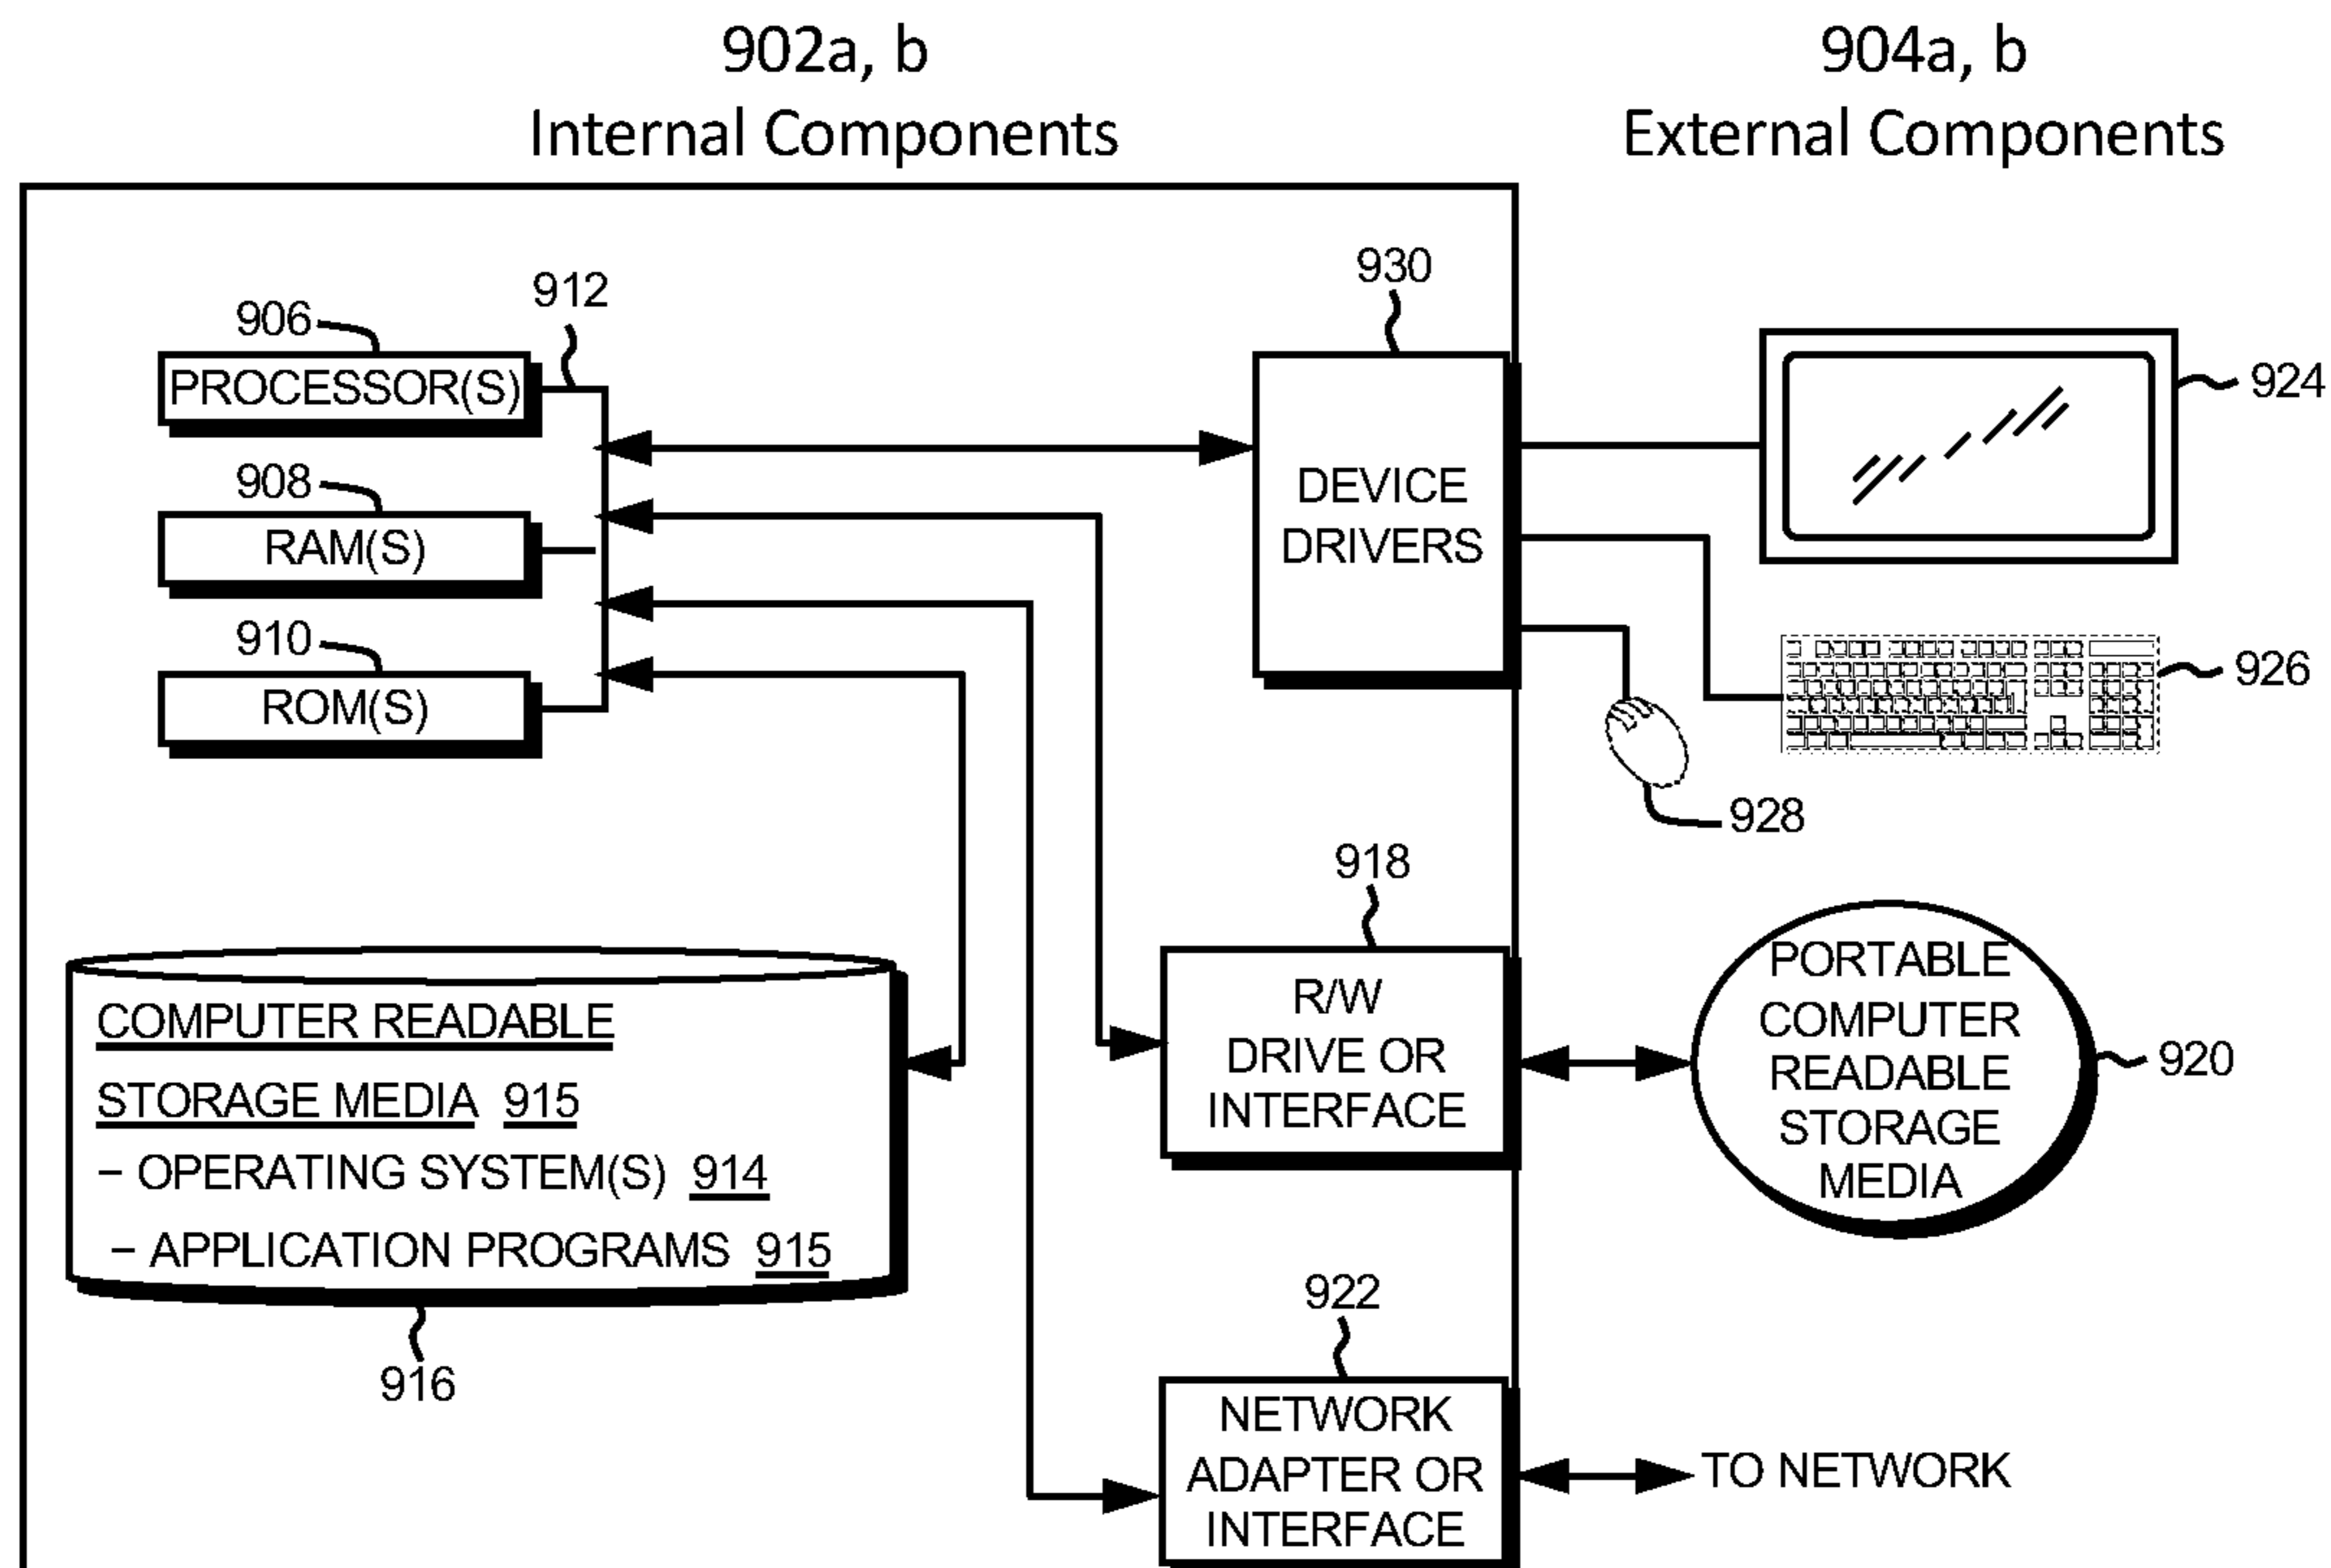 902a, b
Internal Components
904a, b
External Components
906
912
PROCESSOR(S)
908
RAM(S)
910
ROM(S)
930
DEVICE
DRIVERS
924
926
928
918
R/W
DRIVE OR
INTERFACE
PORTABLE
COMPUTER
READABLE
STORAGE
MEDIA
920
COMPUTER READABLE
STORAGE MEDIA 915
– OPERATING SYSTEM(S) 914
– APPLICATION PROGRAMS 915
916
922
NETWORK
ADAPTER OR
INTERFACE
TO NETWORK